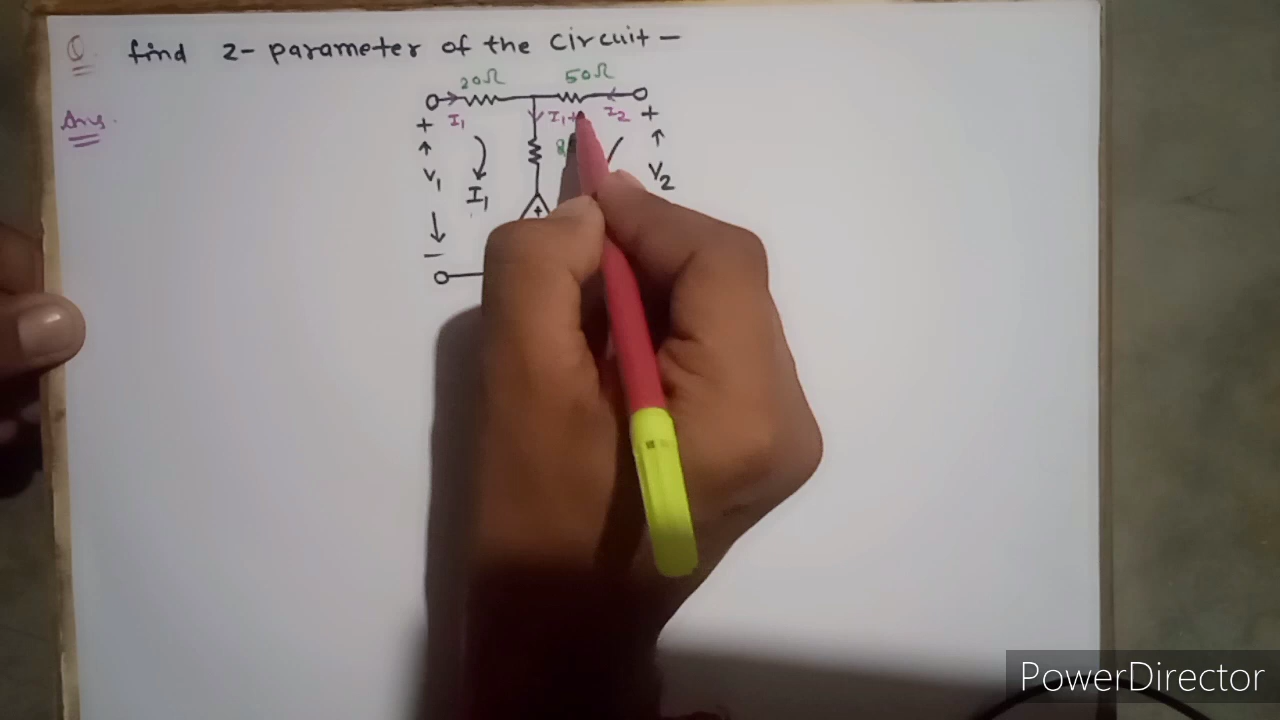 Q. find z-parameter of the circuit -
20Ω 50Ω
Ans.
I1 I1+ I2
+ +
V1 I1 V2
+
-
PowerDirector